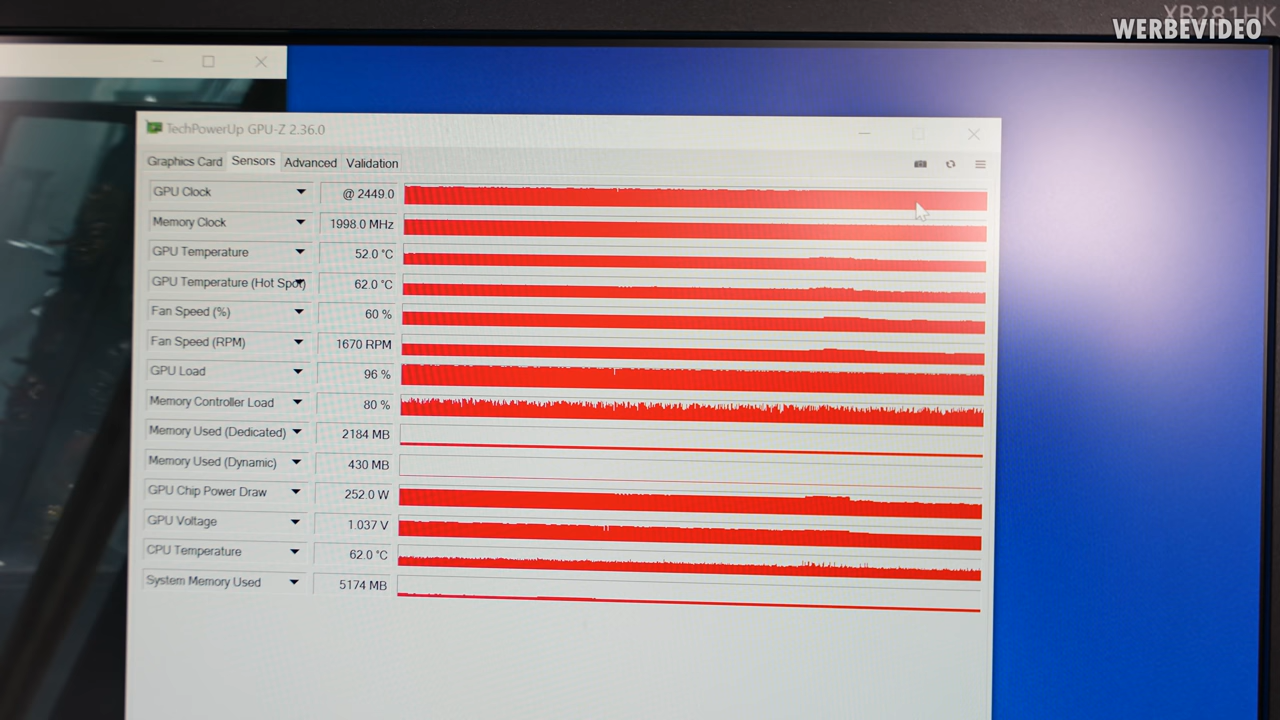 XB281HK
WERBEVIDEO
TechPowerUp GPU-Z 2.36.0
Graphics Card Sensors Advanced Validation
GPU Clock @ 2449.0
Memory Clock 1998.0 MHz
GPU Temperature 52.0 °C
GPU Temperature (Hot Spot) 62.0 °C
Fan Speed (%) 60 %
Fan Speed (RPM) 1670 RPM
GPU Load 96 %
Memory Controller Load 80 %
Memory Used (Dedicated) 2184 MB
Memory Used (Dynamic) 430 MB
GPU Chip Power Draw 252.0 W
GPU Voltage 1.037 V
CPU Temperature 62.0 °C
System Memory Used 5174 MB